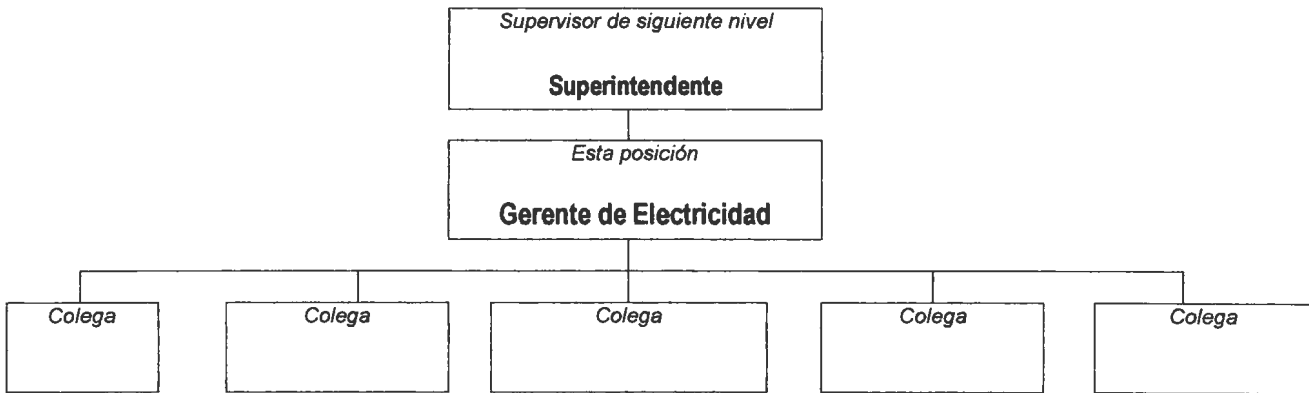 Supervisor de siguiente nivel
Superintendente
Esta posición
Gerente de Electricidad
Colega
Colega
Colega
Colega
Colega